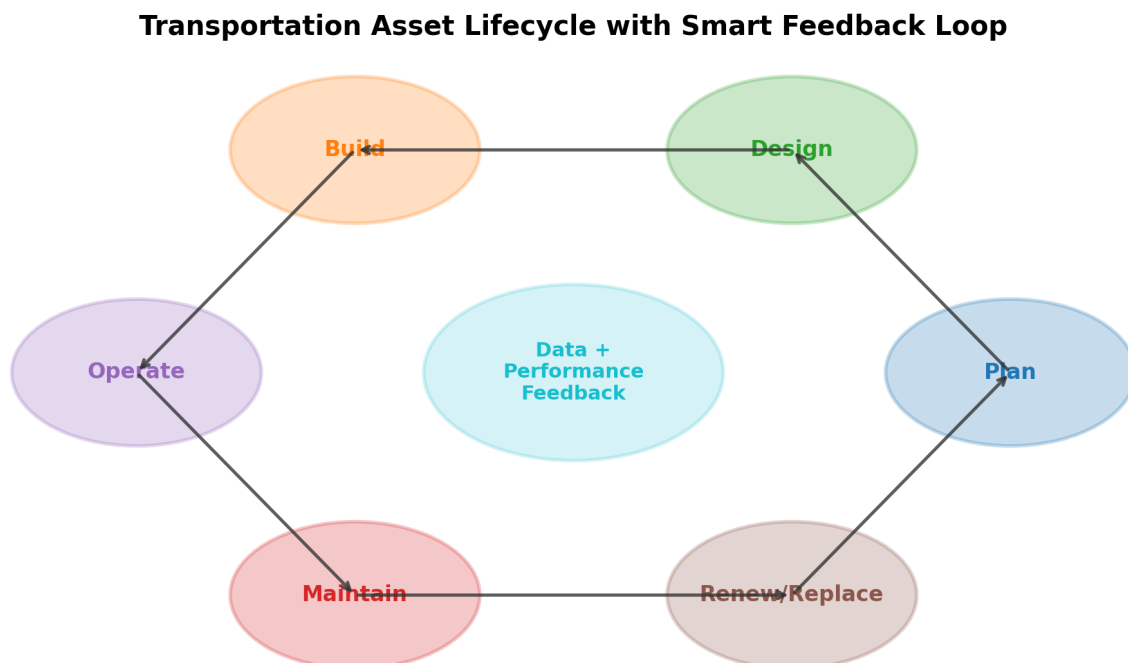 Transportation Asset Lifecycle with Smart Feedback Loop
Build
Design
Data +
Performance
Feedback
Operate
Plan
Maintain
Renew/Replace